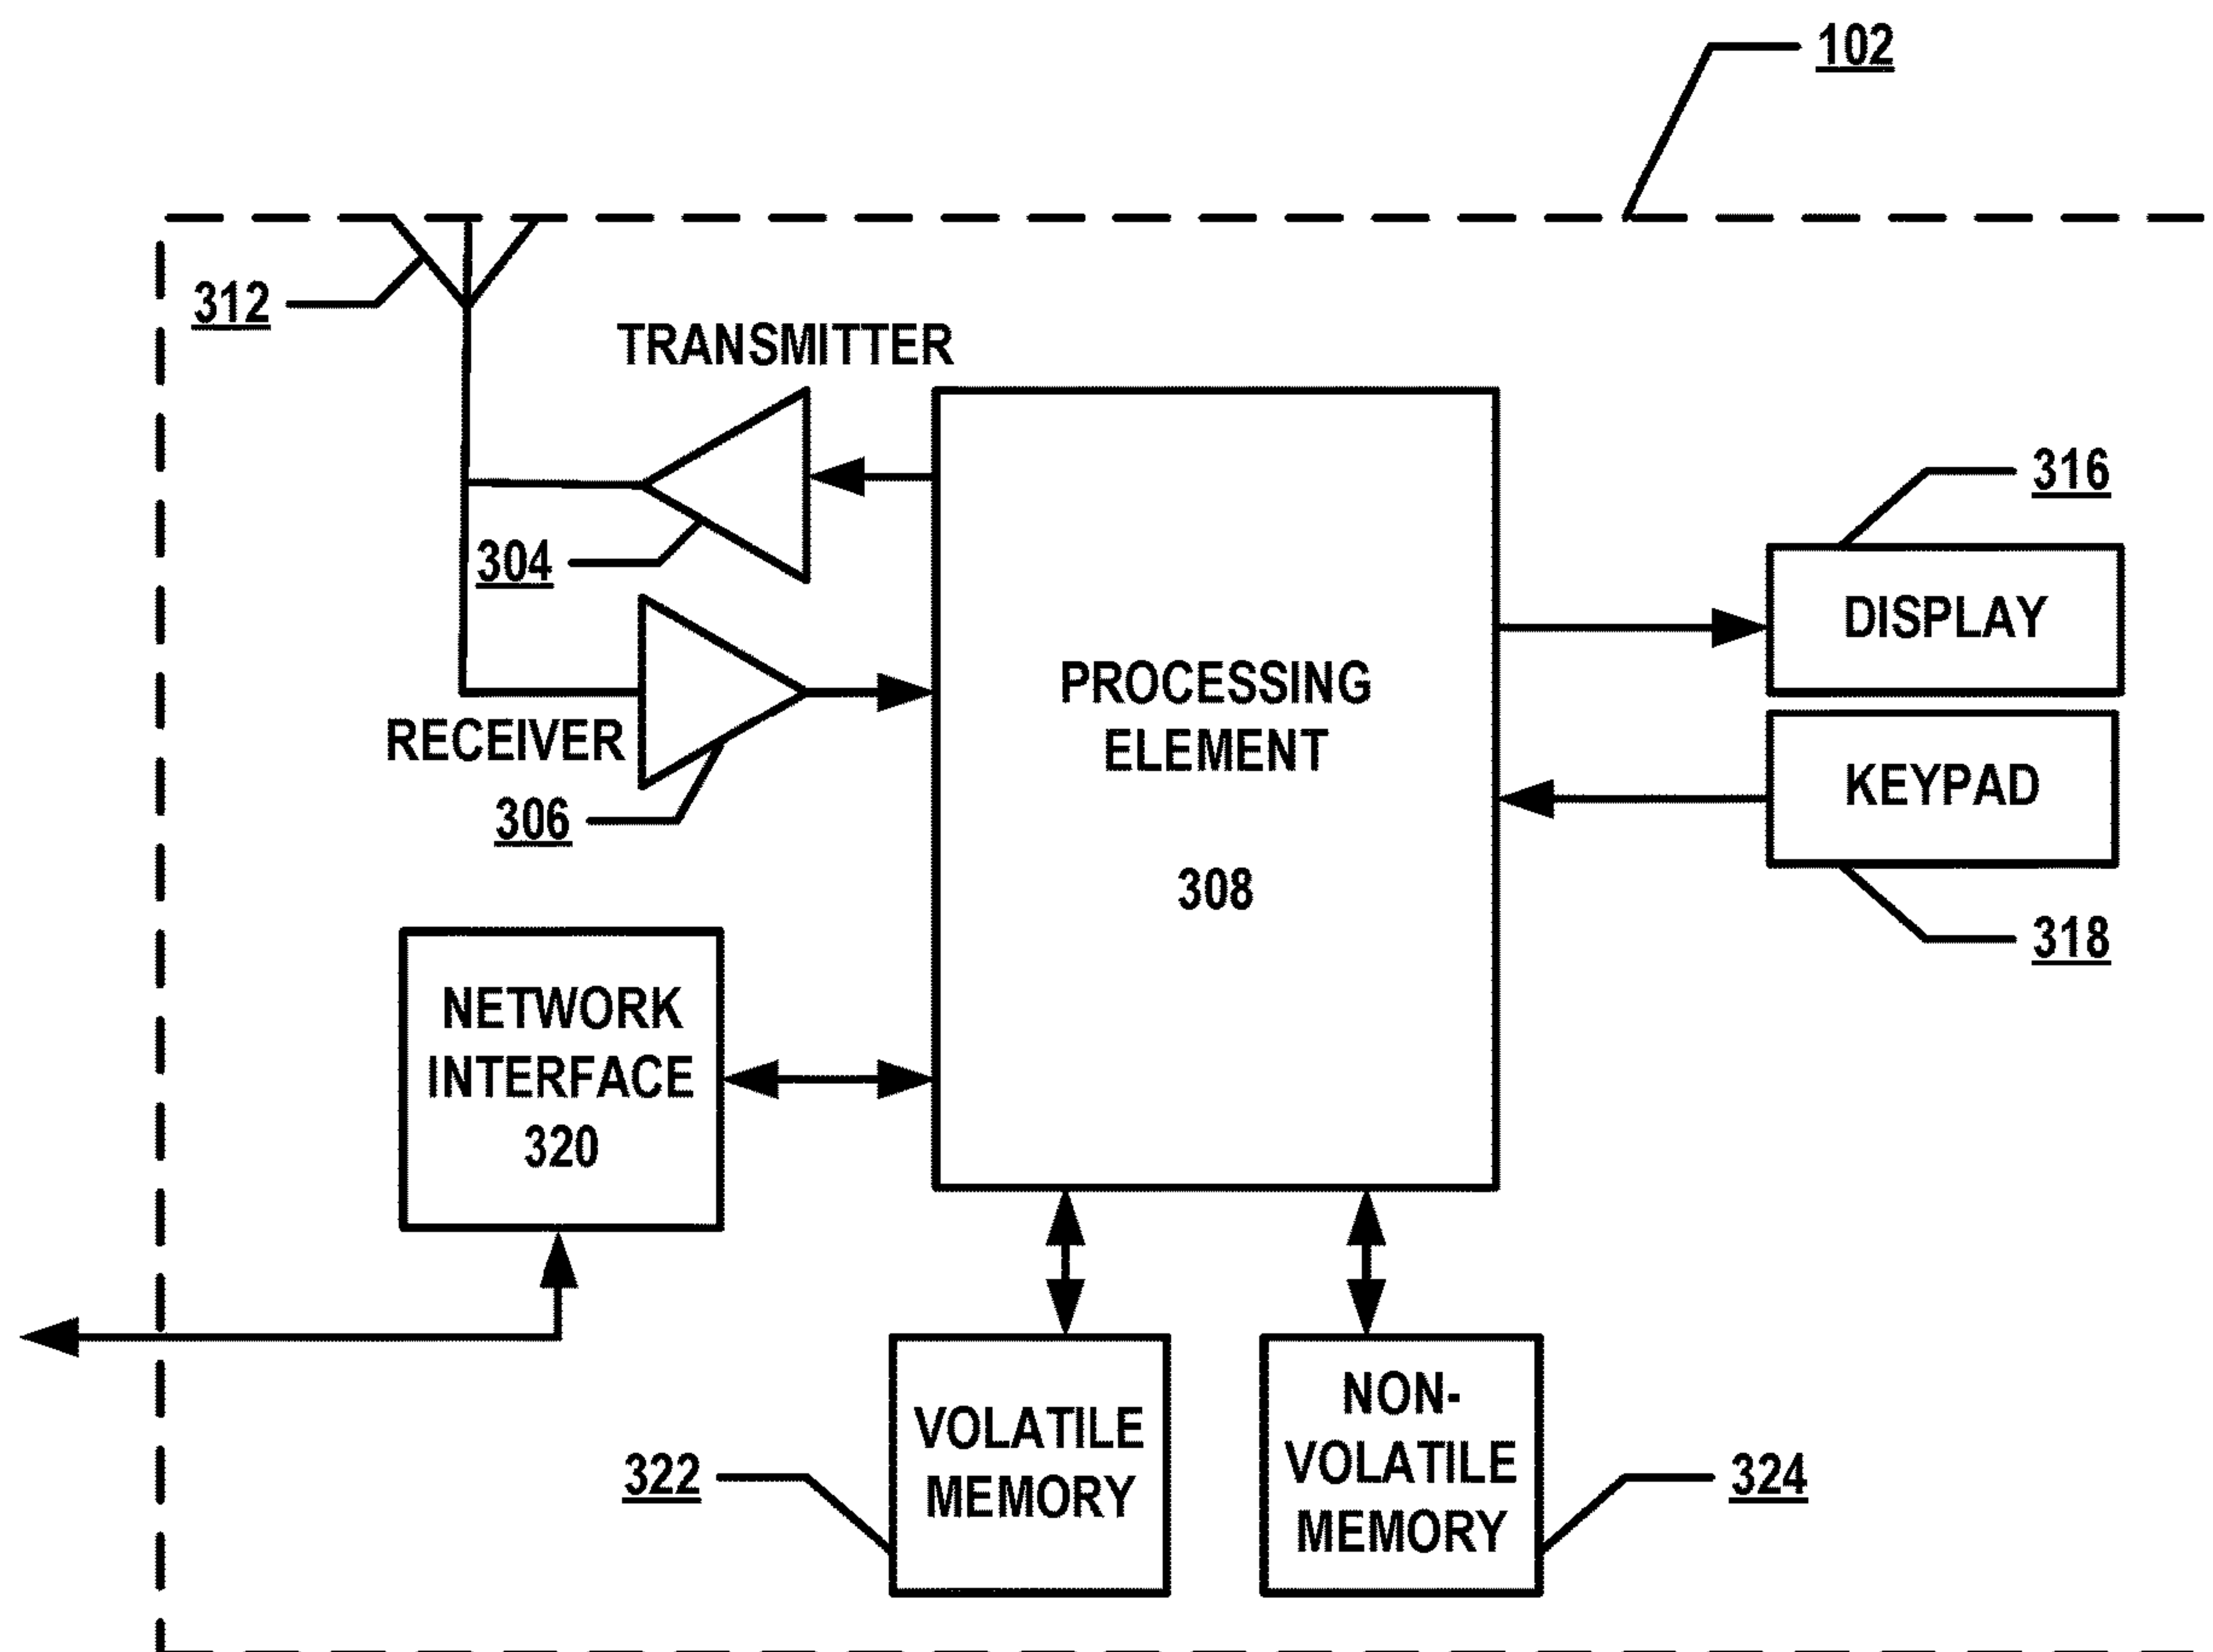 102
312
TRANSMITTER
304
RECEIVER
306
PROCESSING
ELEMENT
308
316
DISPLAY
KEYPAD
318
NETWORK
INTERFACE
320
VOLATILE
MEMORY
322
NON-
VOLATILE
MEMORY
324